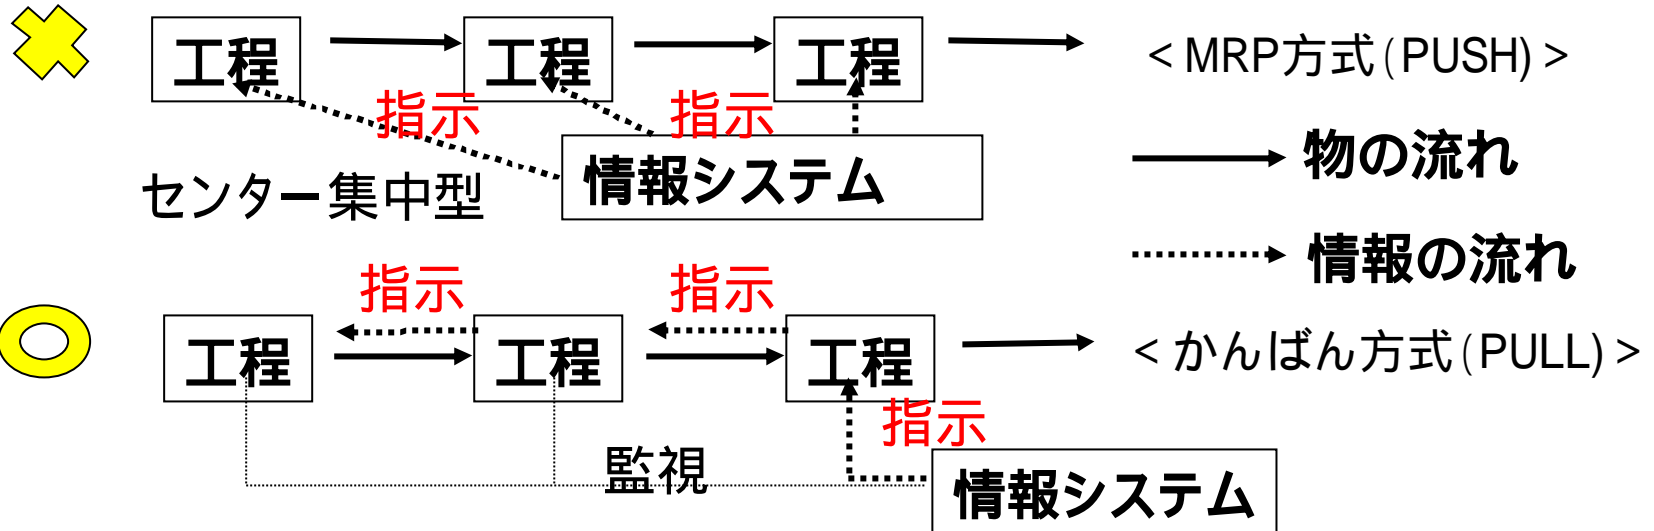 工程
工程
工程
<MRP方式(PUSH)>
指示
指示
物の流れ
情報システム
センター集中型
情報の流れ
指示
指示
工程
工程
工程
<かんばん方式(PULL)>
指示
監視
情報システム